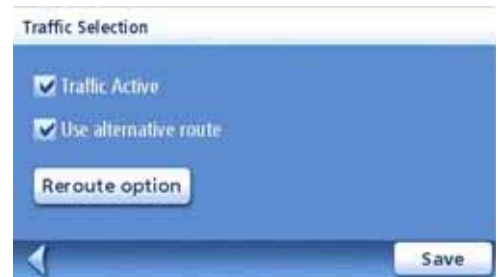 Traffic Selection
Traffic Active
Use alternative route
Reroute option
Save